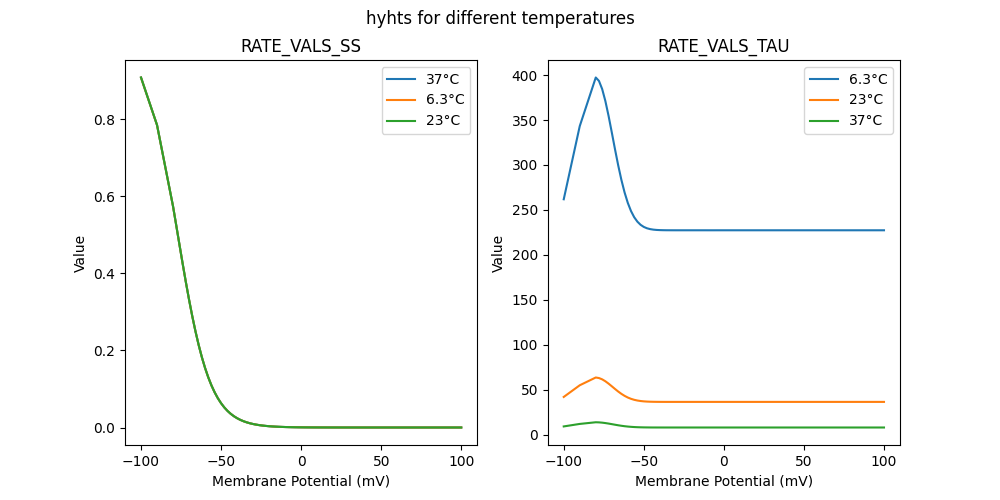 hyhts for different temperatures
RATE_VALS_SS
37°C
6.3°C
23°C
0.8
0.6
0.4
0.2
0.0
Value
−100
−50
0
50
100
Membrane Potential (mV)
RATE_VALS_TAU
6.3°C
23°C
37°C
400
350
300
250
200
150
100
50
0
Value
−100
−50
0
50
100
Membrane Potential (mV)